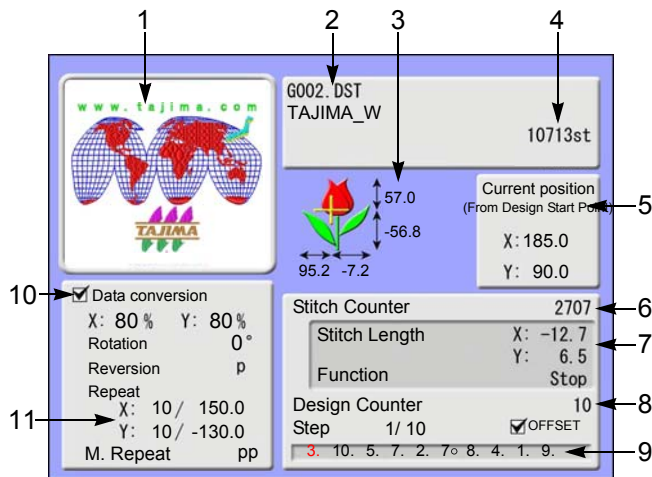 1 2 3 4
www.tajima.com
TAJIMA
G002.DST
TAJIMA_W
10713st
57.0
-56.8
95.2 -7.2
Current position
(From Design Start Point)
X:185.0
Y: 90.0
5
10
Data conversion
X: 80% Y: 80%
Rotation 0°
Reversion p
Repeat
X: 10/ 150.0
Y: 10/ -130.0
M. Repeat pp
11
Stitch Counter 2707
6
Stitch Length X: -12.7
Y: 6.5
7
Function Stop
Design Counter 10
8
Step 1/ 10 OFFSET
3. 10. 5. 7. 2. 7○ 8. 4. 1. 9.
9